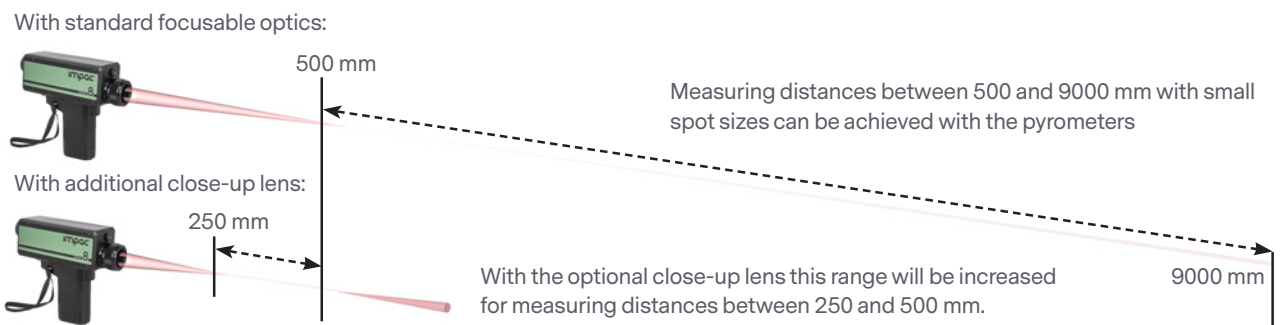 With standard focusable optics:
impac
8
500 mm
Measuring distances between 500 and 9000 mm with small
spot sizes can be achieved with the pyrometers
With additional close-up lens:
250 mm
impac
8
With the optional close-up lens this range will be increased
for measuring distances between 250 and 500 mm.
9000 mm